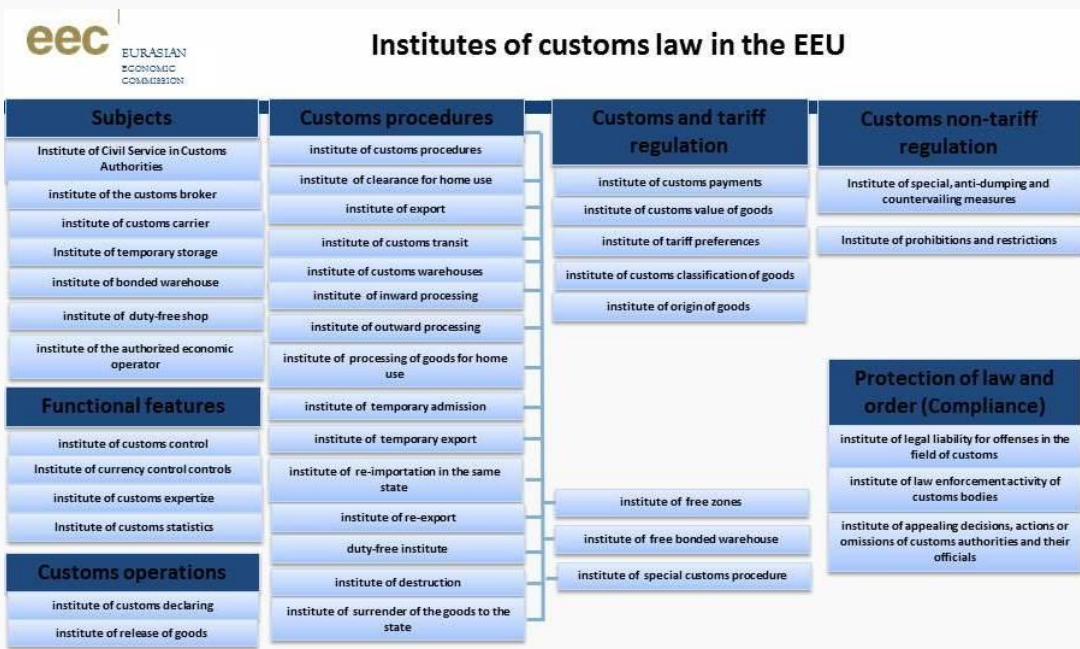 eec
EURASIAN
ECONOMIC
COMMISSION
Institutes of customs law in the EEU
Subjects
Institute of Civil Service in Customs
Authorities
institute of the customs broker
institute of customs carrier
Institute of temporary storage
institute of bonded warehouse
institute of duty-free shop
institute of the authorized economic
operator
Functional features
institute of customs control
Institute of currency control controls
institute of customs expertize
Institute of customs statistics
Customs operations
institute of customs declaring
institute of release of goods
Customs procedures
institute of customs procedures
institute of clearance for home use
institute of export
institute of customs transit
institute of customs warehouses
institute of inward processing
institute of outward processing
institute of processing of goods for home
use
institute of temporary admission
institute of temporary export
institute of re-importation in the same
state
institute of re-export
duty-free institute
institute of destruction
institute of surrender of the goods to the
state
Customs and tariff
regulation
institute of customs payments
institute of customs value of goods
institute of tariff preferences
institute of customs classification of goods
institute of origin of goods
institute of free zones
institute of free bonded warehouse
institute of special customs procedure
Customs non-tariff
regulation
Institute of special, anti-dumping and
countervailing measures
Institute of prohibitions and restrictions
Protection of law and
order (Compliance)
institute of legal liability for offenses in the
field of customs
institute of law enforcement activity of
customs bodies
institute of appealing decisions, actions or
omissions of customs authorities and their
officials